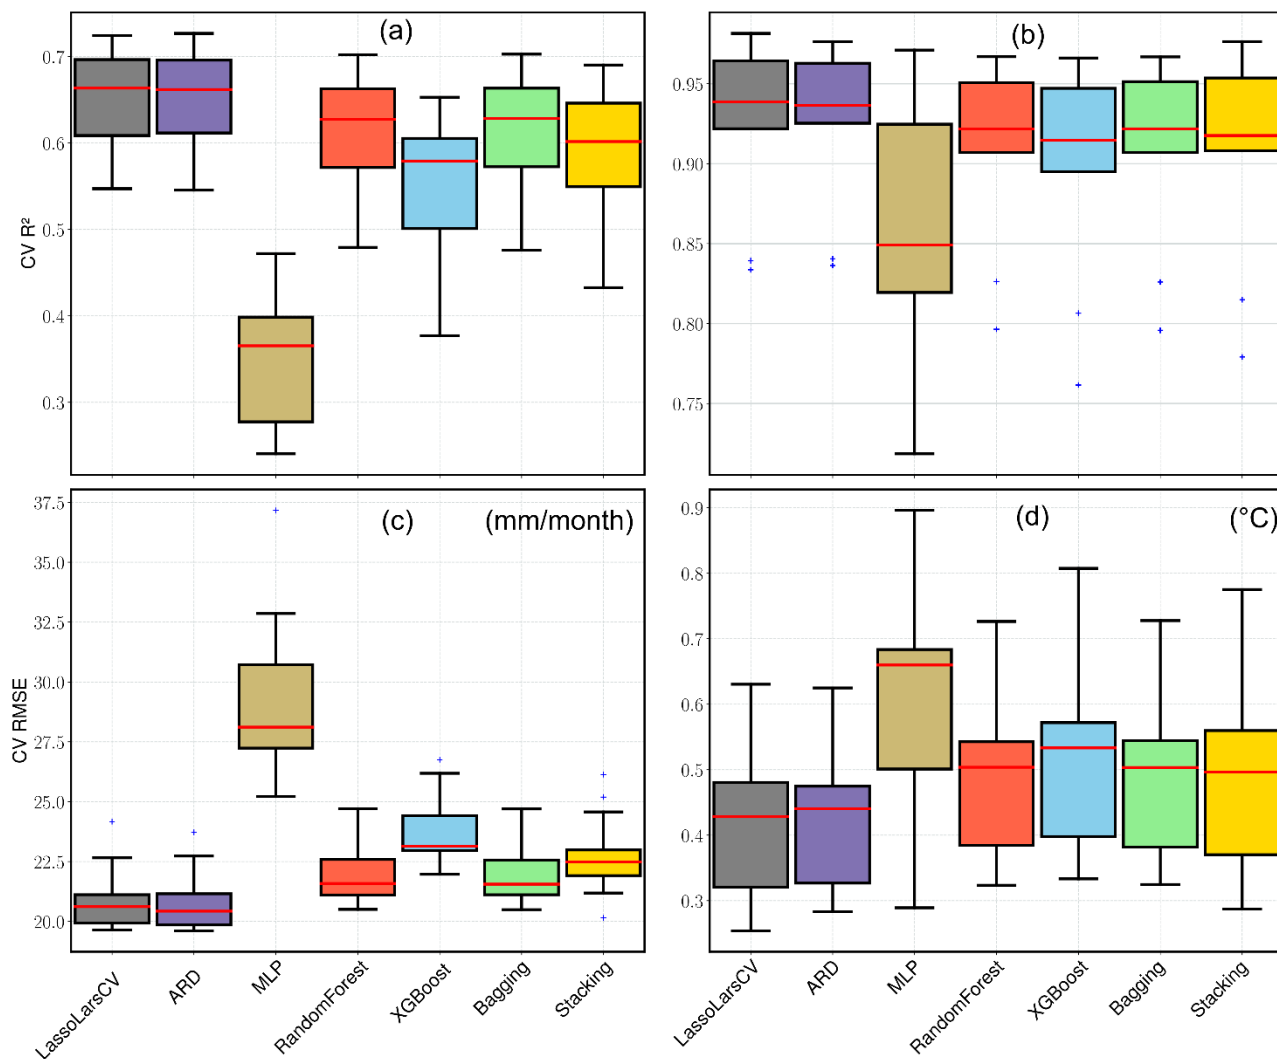 (a)
CV R²
0.7
0.6
0.5
0.4
0.3
(b)
0.95
0.90
0.85
0.80
0.75
(c) (mm/month)
CV RMSE
37.5
35.0
32.5
30.0
27.5
25.0
22.5
20.0
(d) (°C)
0.9
0.8
0.7
0.6
0.5
0.4
0.3
LassoLarsCV
ARD
MLP
RandomForest
XGBoost
Bagging
Stacking
LassoLarsCV
ARD
MLP
RandomForest
XGBoost
Bagging
Stacking